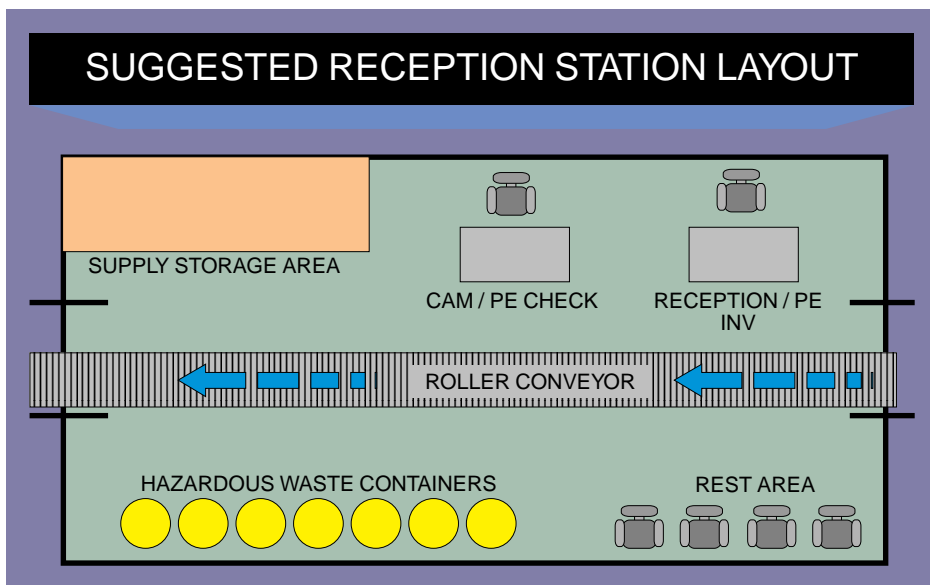 SUGGESTED RECEPTION STATION LAYOUT
SUPPLY STORAGE AREA
CAM / PE CHECK
RECEPTION / PE
INV
ROLLER CONVEYOR
HAZARDOUS WASTE CONTAINERS
REST AREA